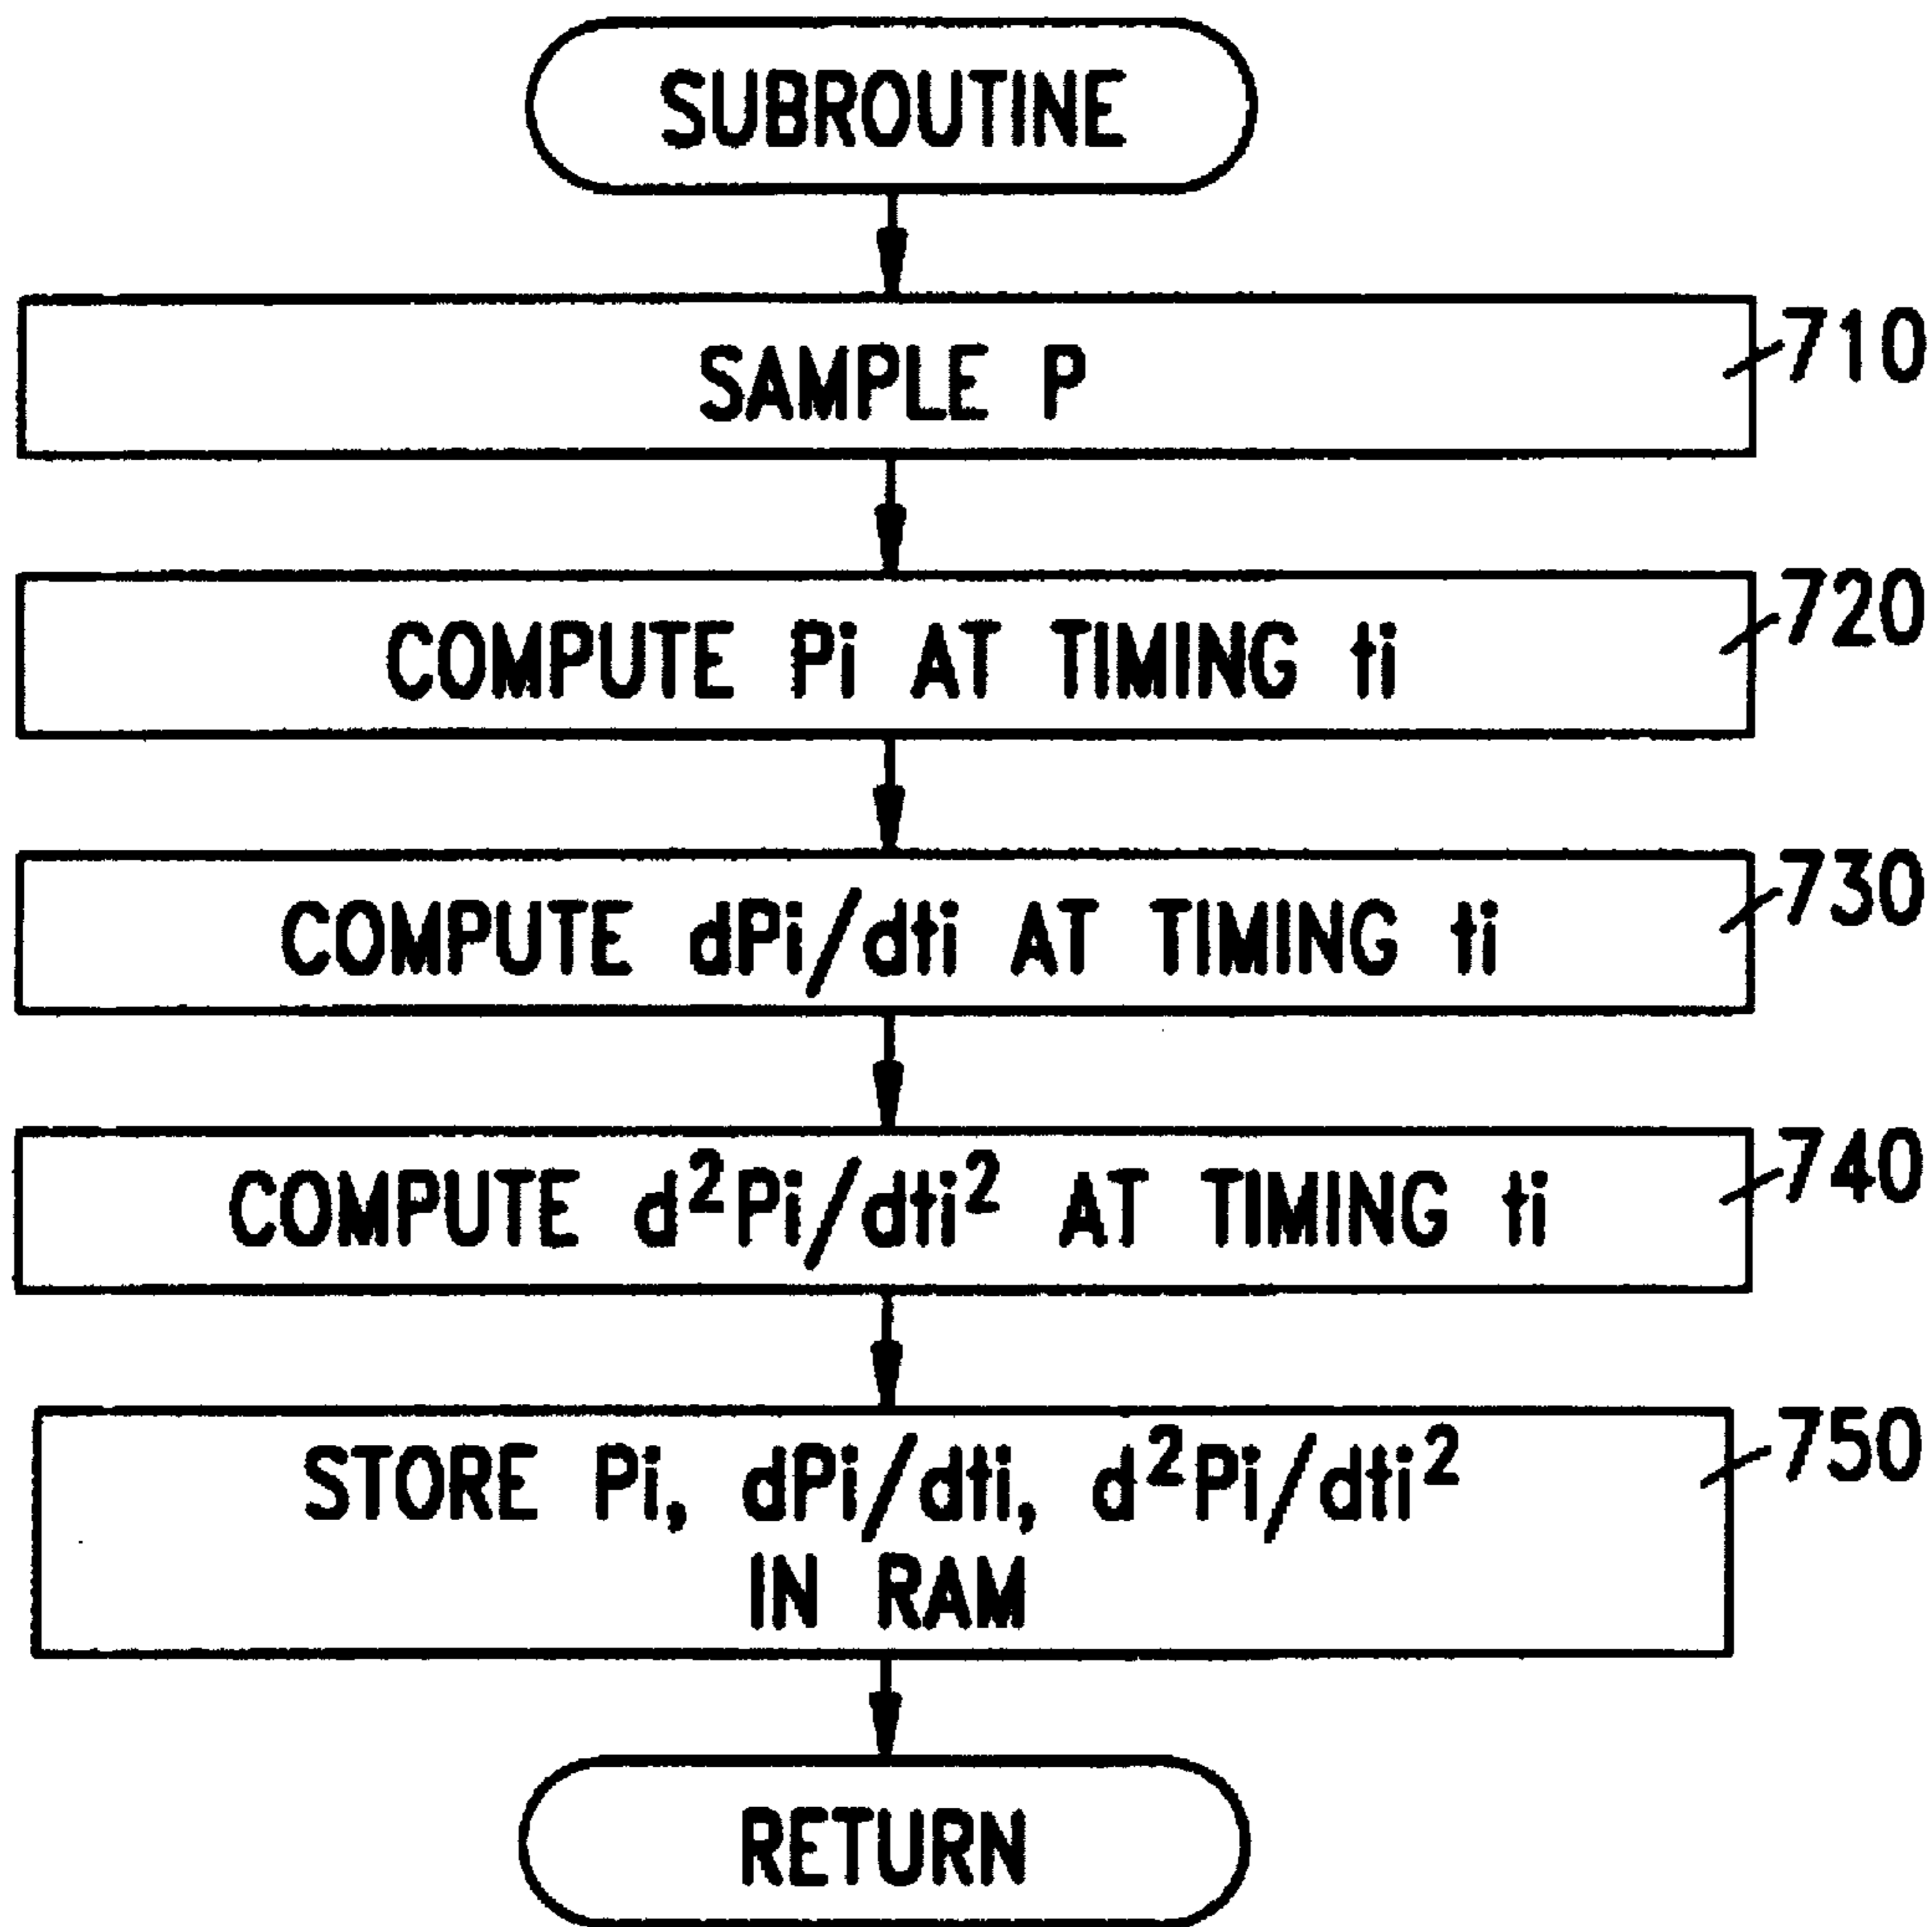 SUBROUTINE
SAMPLE P
710
COMPUTE Pi AT TIMING ti
720
COMPUTE dPi/dti AT TIMING ti
730
COMPUTE d²Pi/dti² AT TIMING ti
740
STORE Pi, dPi/dti, d²Pi/dti²
IN RAM
750
RETURN